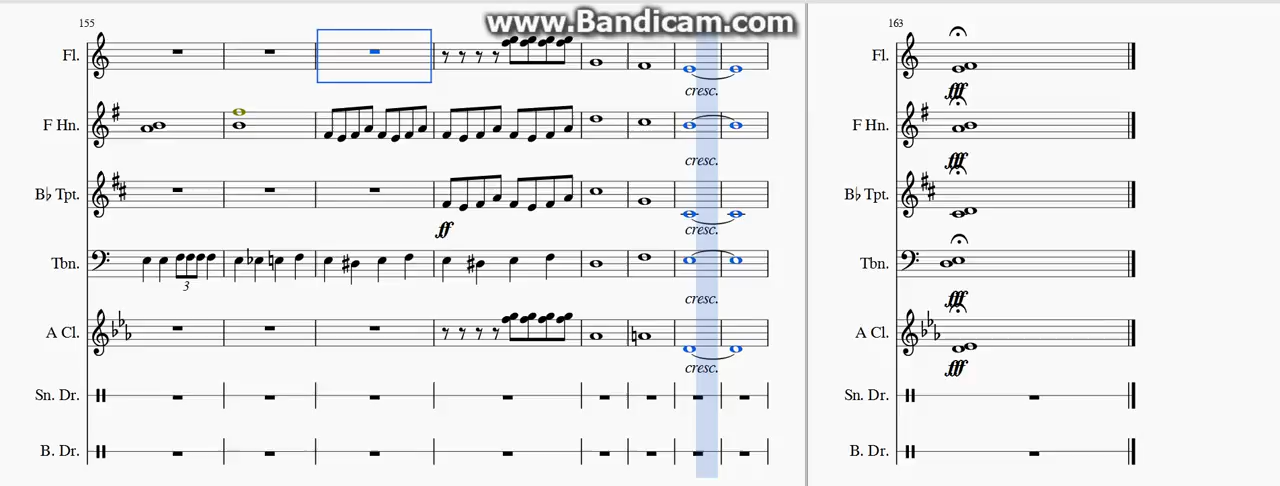 www.Bandicam.com
155
163
Fl.
Fl.
cresc.
fff
F Hn.
F Hn.
cresc.
fff
B♭ Tpt.
B♭ Tpt.
ff
cresc.
Tbn.
Tbn.
3
cresc.
fff
A Cl.
A Cl.
cresc.
fff
Sn. Dr.
Sn. Dr.
B. Dr.
B. Dr.